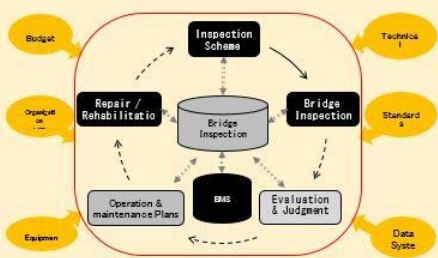 Inspection
Scheme
Budget
Technica
l
Repair /
Rehabilitatio
Bridge
Inspection
Bridge
Inspection
Organizati
on
Standard
s
Operation &
maintenance Plans
BMS
Evaluation
& Judgment
Equipmen
Data
Syste